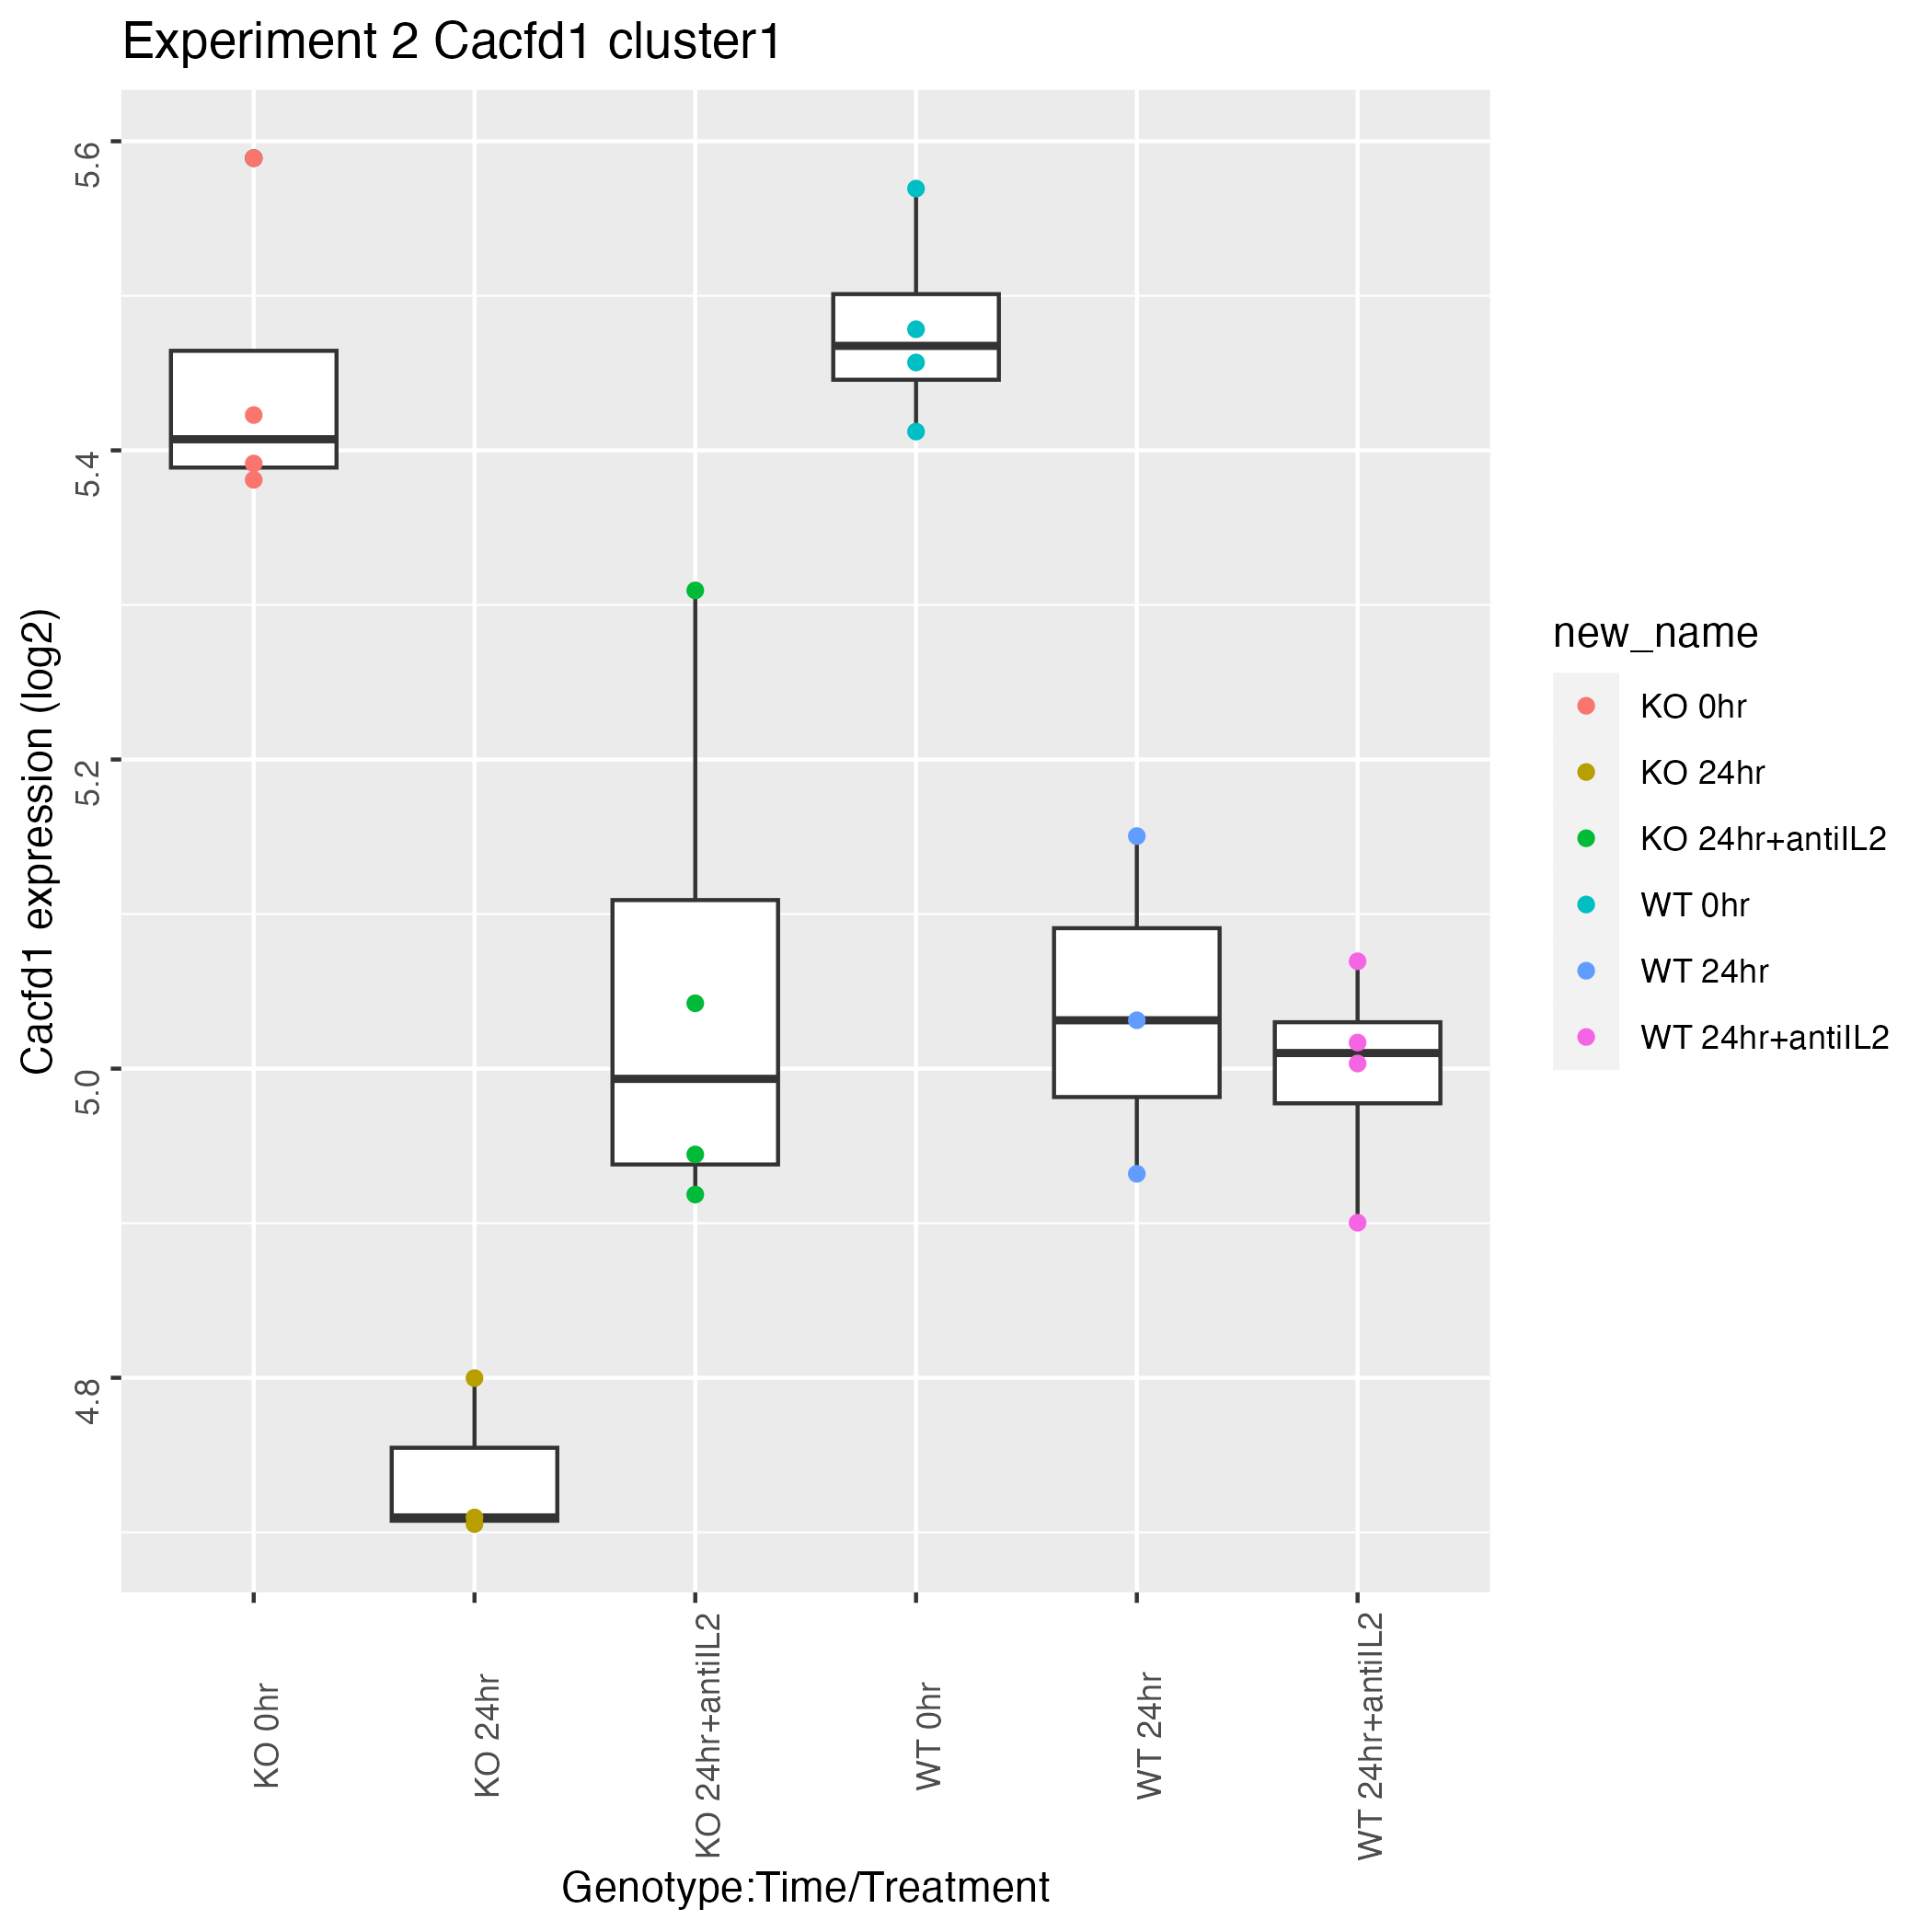 Experiment 2 Cacfd1 cluster1
Cacfd1 expression (log2)
5.6
5.4
5.2
5.0
4.8
KO 0hr
KO 24hr
KO 24hr+antiIL2
WT 0hr
WT 24hr
WT 24hr+antiIL2
Genotype:Time/Treatment
new_name
KO 0hr
KO 24hr
KO 24hr+antiIL2
WT 0hr
WT 24hr
WT 24hr+antiIL2